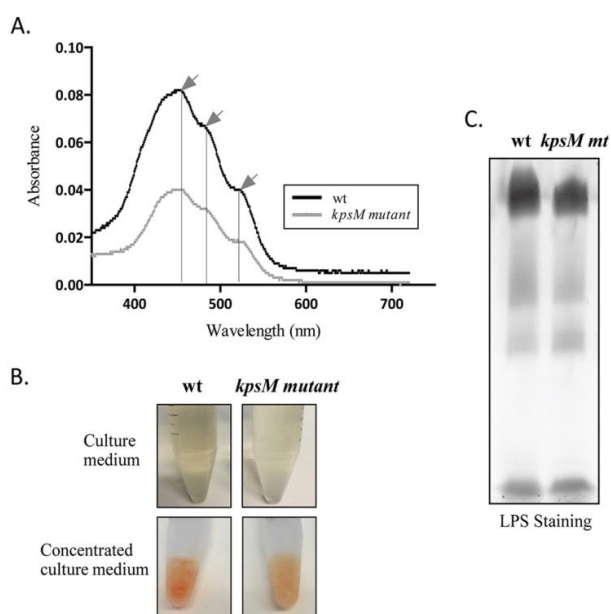 A.
0.10
0.08
0.06
0.04
0.02
0.00
Absorbance
400
500
600
700
Wavelength (nm)
wt
kpsM mutant
B.
wt
kpsM mutant
Culture
medium
Concentrated
culture medium
C.
wt
kpsM mt
LPS Staining